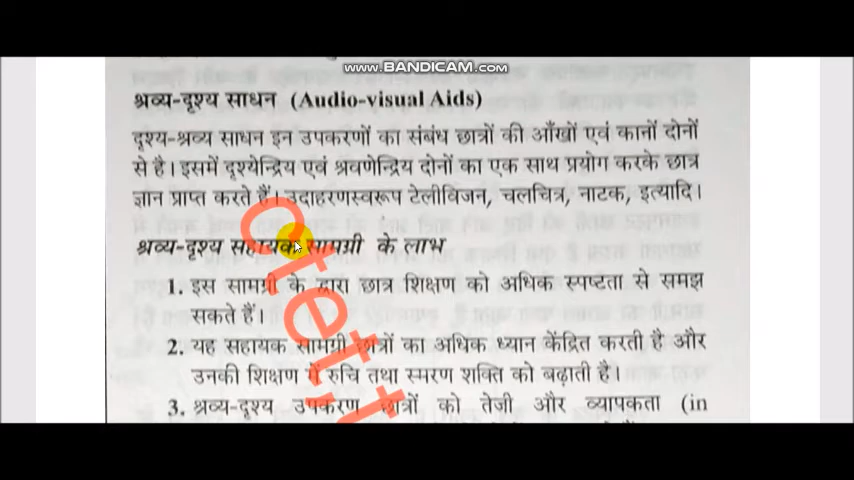 www.BANDICAM.com
श्रव्य-दृश्य साधन (Audio-visual Aids)
दृश्य-श्रव्य साधन इन उपकरणों का संबंध छात्रों की आँखों एवं कानों दोनों
से है। इसमें दृश्येन्द्रिय एवं श्रवणेन्द्रिय दोनों का एक साथ प्रयोग करके छात्र
ज्ञान प्राप्त करते हैं। उदाहरणस्वरूप टेलीविजन, चलचित्र, नाटक, इत्यादि।
श्रव्य-दृश्य सहायक सामग्री के लाभ
1. इस सामग्री के द्वारा छात्र शिक्षण को अधिक स्पष्टता से समझ
सकते हैं।
2. यह सहायक सामग्री छात्रों का अधिक ध्यान केंद्रित करती है और
उनकी शिक्षण में रुचि तथा स्मरण शक्ति को बढ़ाती है।
3. श्रव्य-दृश्य उपकरण छात्रों को तेजी और व्यापकता (in